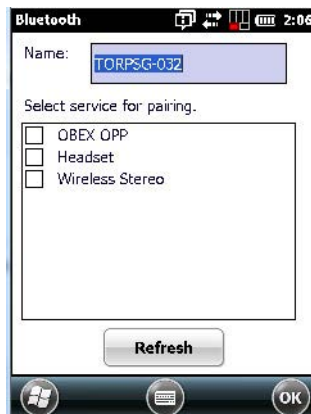 Bluetooth 2:06
Name: TORPSG-032
Select service for pairing.
OBEX OPP
Headset
Wireless Stereo
Refresh
OK